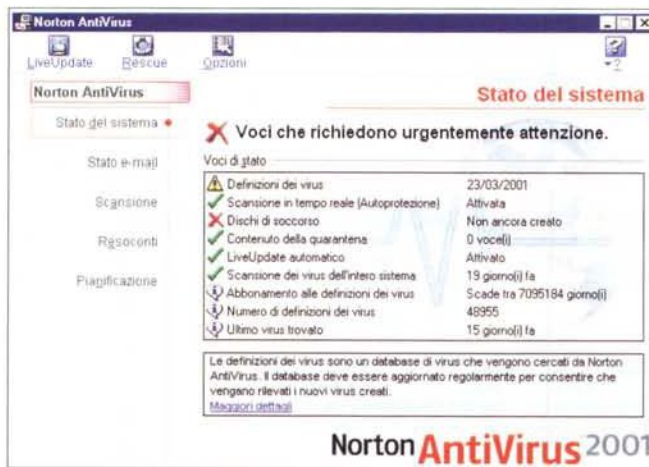 Norton AntiVirus
LiveUpdate Rescue Opzioni ?
Norton AntiVirus
Stato del sistema
Stato e-mail
Scansione
Resoconti
Pianificazione
Stato del sistema
Voci che richiedono urgentemente attenzione.
Voci di stato
Definizioni dei virus 23/03/2001
Scansione in tempo reale (Autoprotezione) Attivata
Dischi di soccorso Non ancora creato
Contenuto della quarantena 0 voce(i)
LiveUpdate automatico Attivato
Scansione dei virus dell'intero sistema 19 giorno(i) fa
Abbonamento alle definizioni dei virus Scade tra 7095184 giorno(i)
Numero di definizioni dei virus 48955
Ultimo virus trovato 15 giorno(i) fa
Le definizioni dei virus sono un database di virus che vengono cercati da Norton
AntiVirus. Il database deve essere aggiornato regolarmente per consentire che
vengano rilevati i nuovi virus creati.
Maggiori dettagli
Norton AntiVirus 2001